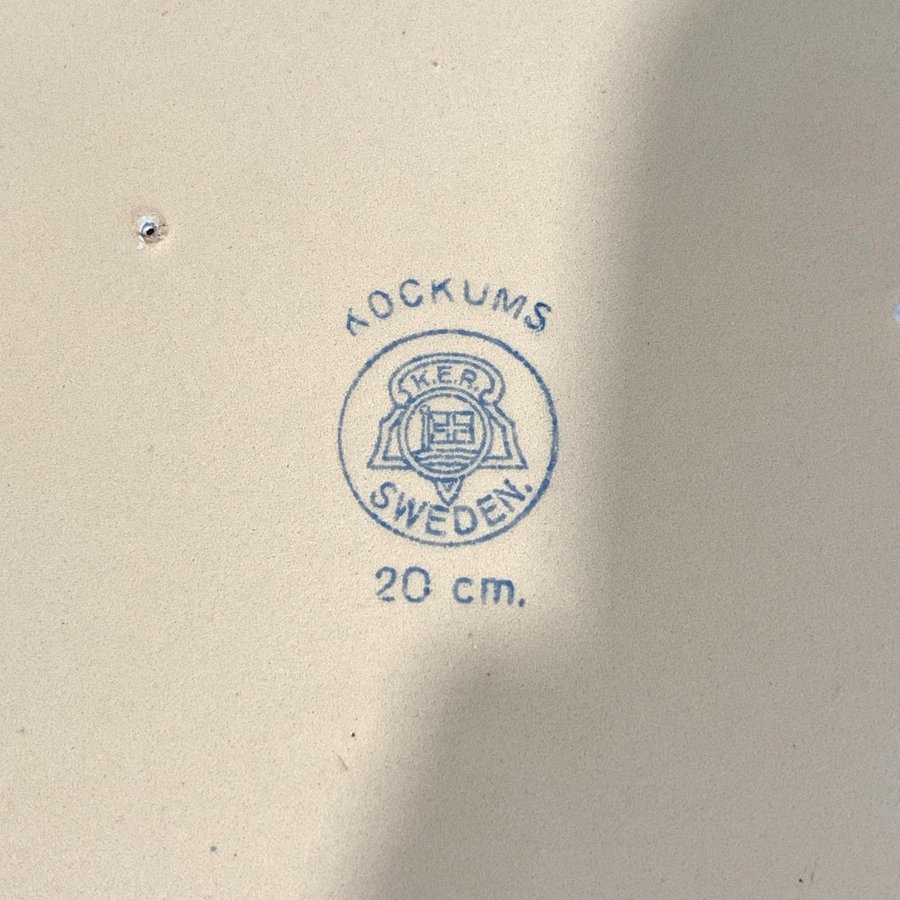 KOCKUMS
K.E.R.
SWEDEN.
20 cm.